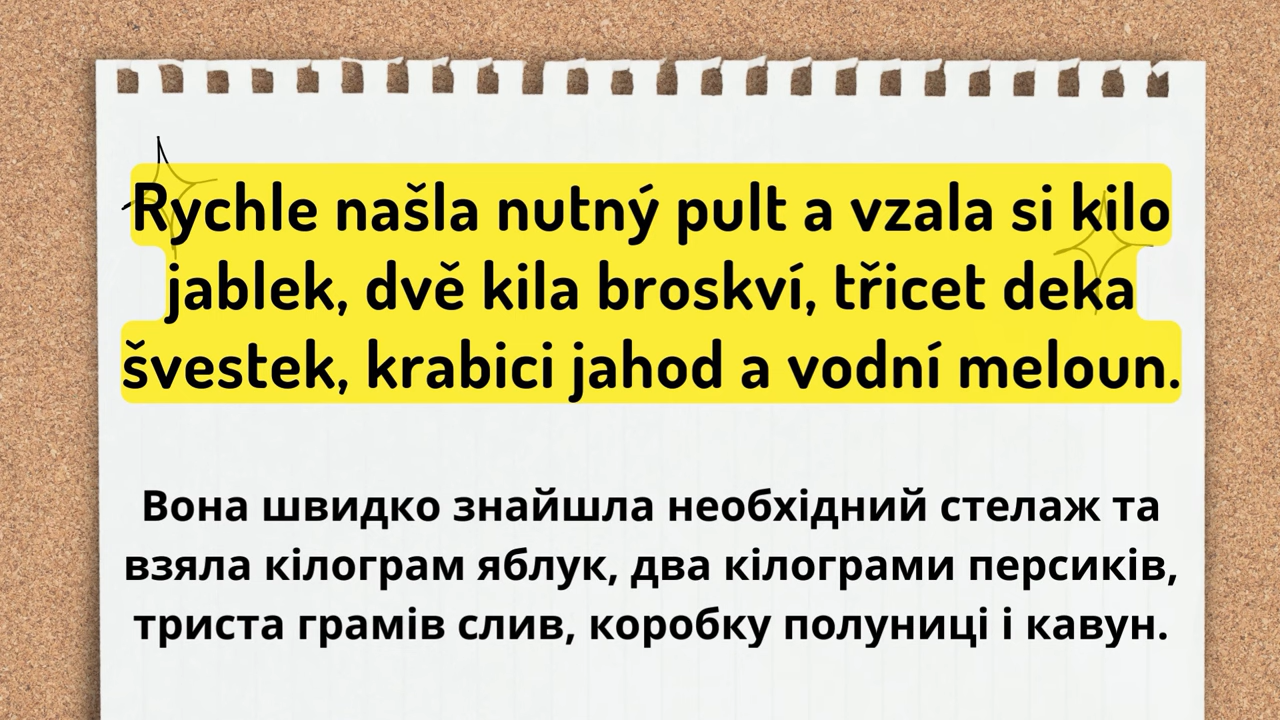 Rychle našla nutný pult a vzala si kilo
jablek, dvě kila broskví, třicet deka
švestek, krabici jahod a vodní meloun.
Вона швидко знайшла необхідний стелаж та
взяла кілограм яблук, два кілограми персиків,
триста грамів слив, коробку полуниці і кавун.